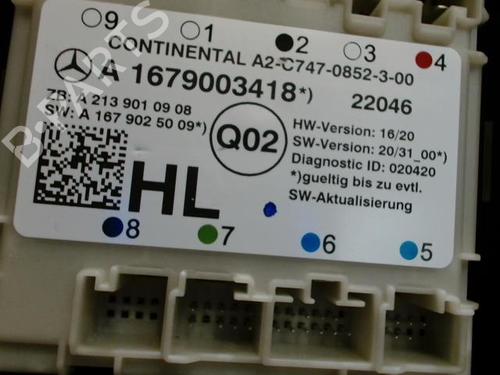 9 1 2 3 4
CONTINENTAL A2-C747-0852-3-00
A 1679003418*) 22046
ZB: A 213 901 09 08
SW: A 167 902 50 09*)
Q02
HW-Version: 16/20
SW-Version: 20/31_00*)
Diagnostic ID: 020420
*)gueltig bis zu evtl.
SW-Aktualisierung
HL
8 7 6 5
B-PARTS